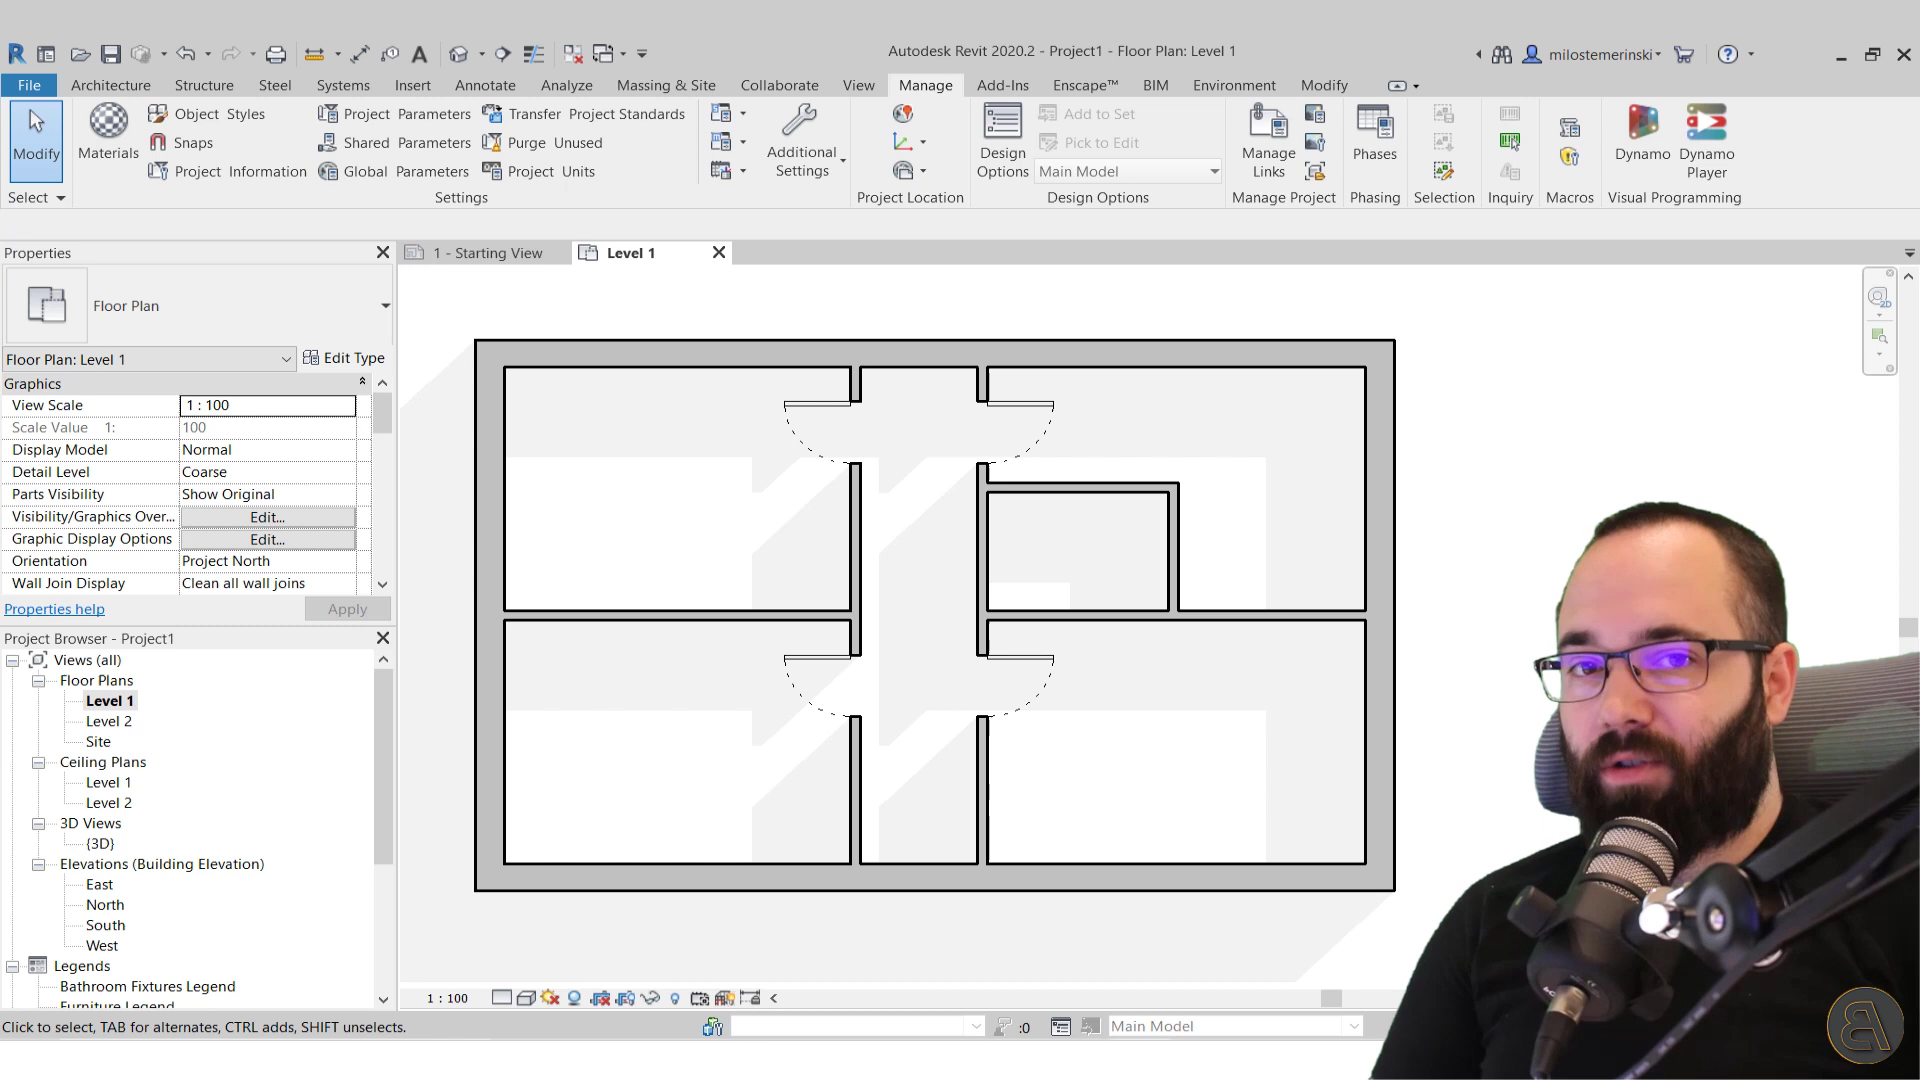 Autodesk Revit 2020.2 - Project1 - Floor Plan: Level 1
milostemerinski
File Architecture Structure Steel Systems Insert Annotate Analyze Massing & Site Collaborate View Manage Add-Ins Enscape™ BIM Environment Modify
Modify
Materials
Object Styles
Snaps
Project Information
Project Parameters
Shared Parameters
Global Parameters
Transfer Project Standards
Purge Unused
Project Units
Additional
Settings
Design
Options
Add to Set
Pick to Edit
Main Model
Manage
Links
Phases
Dynamo
Dynamo
Player
Select
Settings
Project Location
Design Options
Manage Project
Phasing
Selection
Inquiry
Macros
Visual Programming
Properties
1 - Starting View
Level 1
Floor Plan
Floor Plan: Level 1
Edit Type
Graphics
View Scale 1 : 100
Scale Value 1: 100
Display Model Normal
Detail Level Coarse
Parts Visibility Show Original
Visibility/Graphics Over... Edit...
Graphic Display Options Edit...
Orientation Project North
Wall Join Display Clean all wall joins
Properties help
Apply
Project Browser - Project1
Views (all)
Floor Plans
Level 1
Level 2
Site
Ceiling Plans
Level 1
Level 2
3D Views
{3D}
Elevations (Building Elevation)
East
North
South
West
Legends
Bathroom Fixtures Legend
Furniture Legend
1 : 100
Click to select, TAB for alternates, CTRL adds, SHIFT unselects.
:0
Main Model